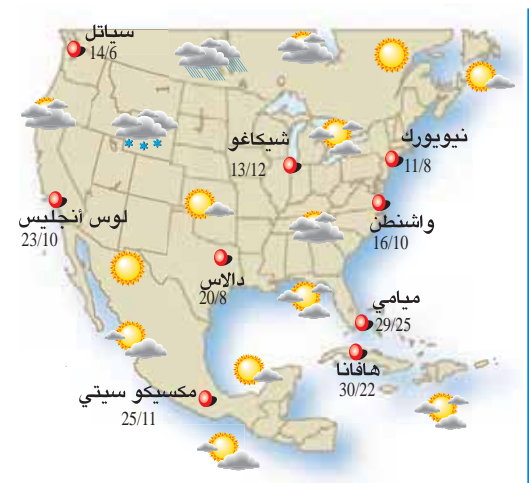 سياتل
14/6
شيكاغو
13/12
نيويورك
11/8
لوس أنجليس
23/10
واشنطن
16/10
دالاس
20/8
ميامي
29/25
هافانا
30/22
مكسيكو سيتي
25/11